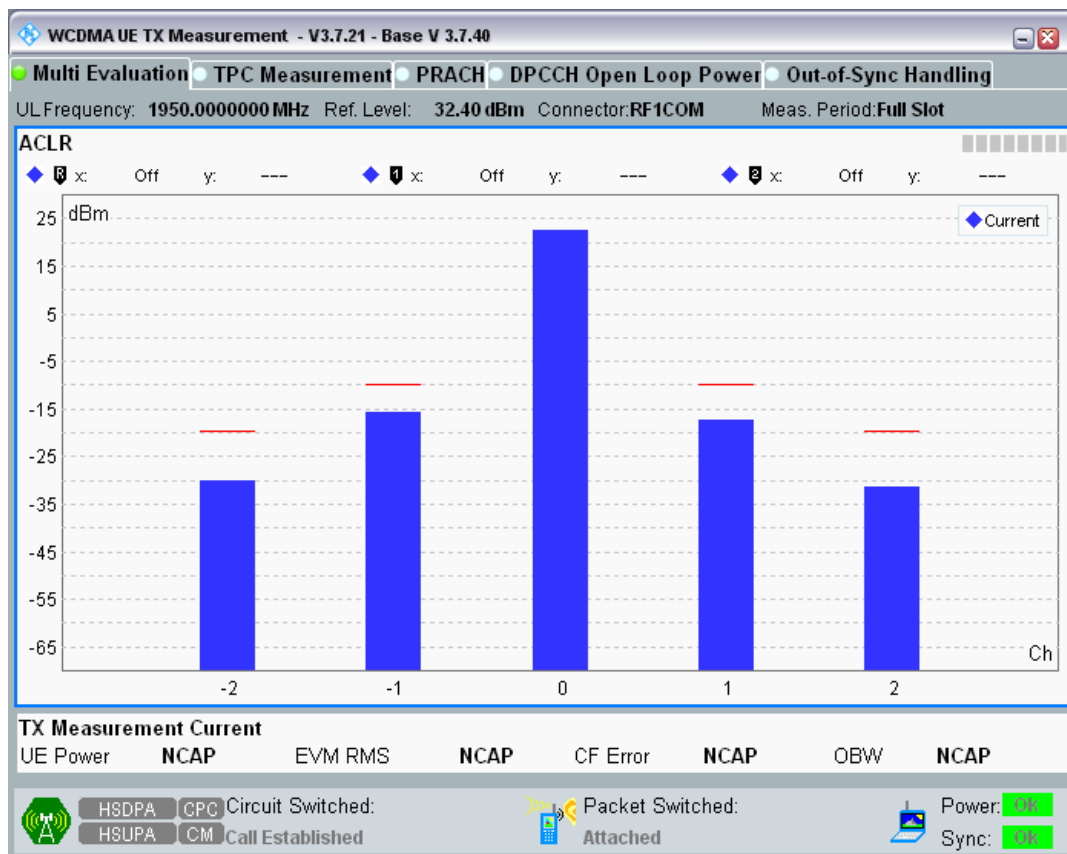 WCDMA UE TX Measurement - V3.7.21 - Base V 3.7.40
Multi Evaluation TPC Measurement PRACH DPCCH Open Loop Power Out-of-Sync Handling
UL Frequency: 1950.0000000 MHz Ref. Level: 32.40 dBm Connector:RF1COM Meas. Period:Full Slot
ACLR
R x: Off y: --- 1 x: Off y: --- 2 x: Off y: ---
25 dBm Current
15
5
-5
-15
-25
-35
-45
-55
-65 Ch
-2 -1 0 1 2
TX Measurement Current
UE Power NCAP EVM RMS NCAP CF Error NCAP OBW NCAP
HSDPA CPC Circuit Switched: Packet Switched: Power: Ok
HSUPA CM Call Established Attached Sync: Ok